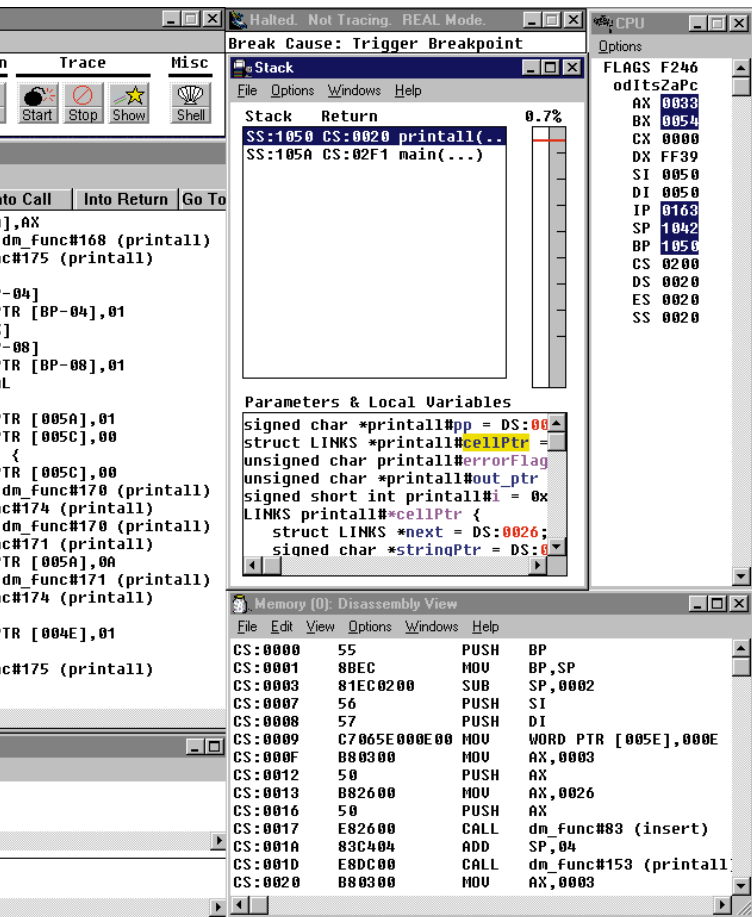 Halted. Not Tracing. REAL Mode.
Break Cause: Trigger Breakpoint
Trace Misc
Start Stop Show Shell
Stack
File Options Windows Help
Stack Return 0.7%
SS:1050 CS:0020 printall(..
SS:105A CS:02F1 main(...)
Parameters & Local Variables
signed char *printall#pp = DS:00
struct LINKS *printall#cellPtr =
unsigned char printall#errorFlag
unsigned char *printall#out_ptr
signed short int printall#i = 0x
LINKS printall#*cellPtr {
struct LINKS *next = DS:0026;
signed char *stringPtr = DS:0
CPU
Options
FLAGS F246
odItsZaPc
AX 0033
BX 0054
CX 0000
DX FF39
SI 0050
DI 0050
IP 0163
SP 1042
BP 1050
CS 0200
DS 0020
ES 0020
SS 0020
to Call Into Return Go To
],AX
dm_func#168 (printall)
c#175 (printall)
-04]
TR [BP-04],01
]
-08]
TR [BP-08],01
L
TR [005A],01
TR [005C],00
{
TR [005C],00
dm_func#170 (printall)
c#174 (printall)
dm_func#170 (printall)
c#171 (printall)
TR [005A],0A
dm_func#171 (printall)
c#174 (printall)
TR [004E],01
c#175 (printall)
Memory (0): Disassembly View
File Edit View Options Windows Help
CS:0000 55 PUSH BP
CS:0001 8BEC MOV BP,SP
CS:0003 81EC0200 SUB SP,0002
CS:0007 56 PUSH SI
CS:0008 57 PUSH DI
CS:0009 C7065E000E00 MOV WORD PTR [005E],000E
CS:000F B80300 MOV AX,0003
CS:0012 50 PUSH AX
CS:0013 B82600 MOV AX,0026
CS:0016 50 PUSH AX
CS:0017 E82600 CALL dm_func#83 (insert)
CS:001A 83C404 ADD SP,04
CS:001D E8DC00 CALL dm_func#153 (printall
CS:0020 B80300 MOV AX,0003